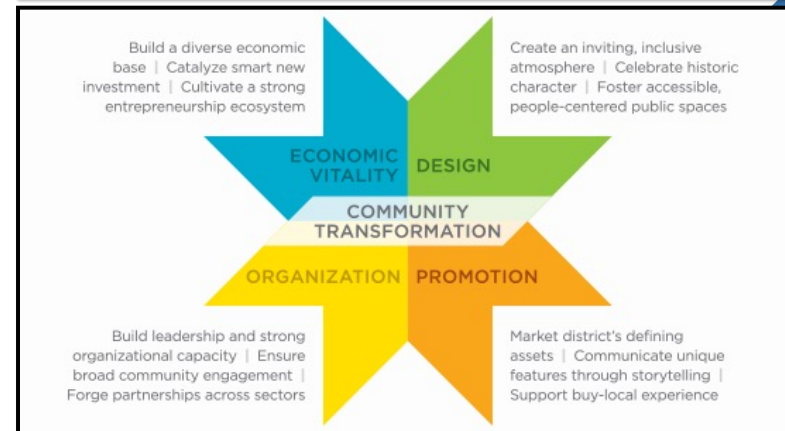 Build a diverse economic
base | Catalyze smart new
investment | Cultivate a strong
entrepreneurship ecosystem
Create an inviting, inclusive
atmosphere | Celebrate historic
character | Foster accessible,
people-centered public spaces
ECONOMIC
VITALITY
DESIGN
COMMUNITY
TRANSFORMATION
ORGANIZATION
PROMOTION
Build leadership and strong
organizational capacity | Ensure
broad community engagement |
Forge partnerships across sectors
Market district's defining
assets | Communicate unique
features through storytelling |
Support buy-local experience